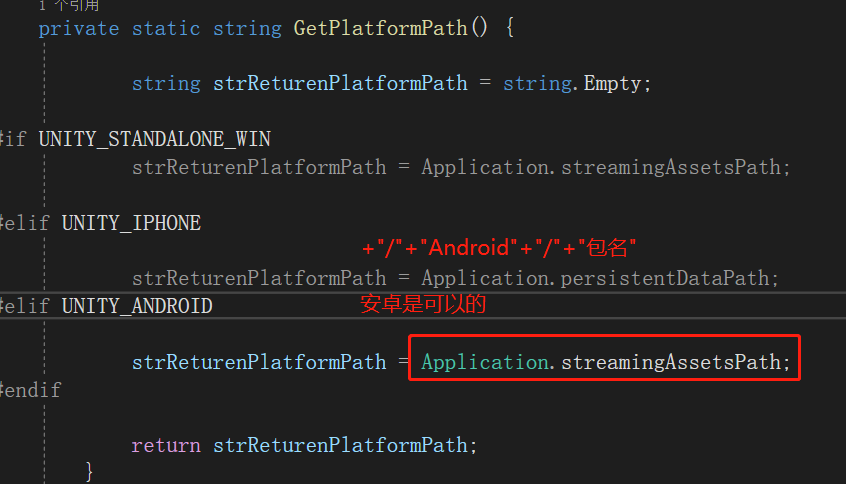 1 个引用
private static string GetPlatformPath() {
string strReturenPlatformPath = string.Empty;
#if UNITY_STANDALONE_WIN
strReturenPlatformPath = Application.streamingAssetsPath;
#elif UNITY_IPHONE
+"/"+"Android"+"/"+"包名"
strReturenPlatformPath = Application.persistentDataPath;
#elif UNITY_ANDROID
安卓是可以的
strReturenPlatformPath = Application.streamingAssetsPath;
#endif
return strReturenPlatformPath;
}